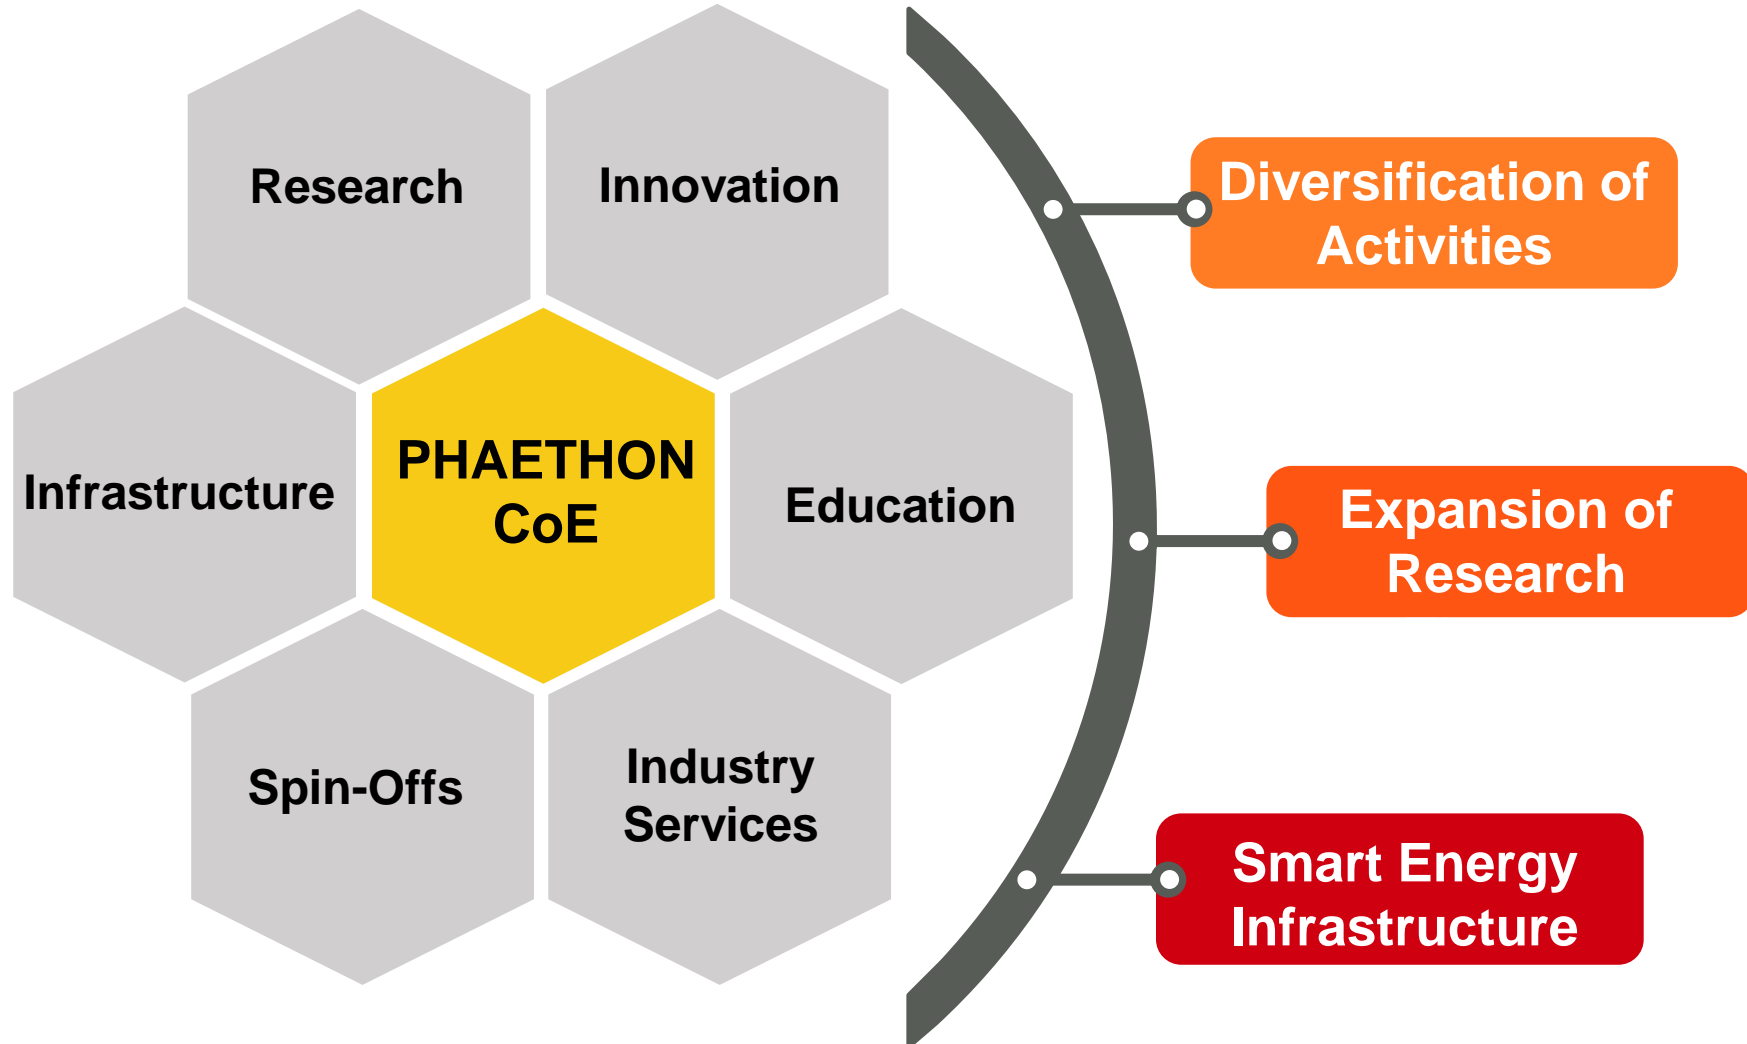 Research
Innovation
Infrastructure
PHAETHON
CoE
Education
Spin-Offs
Industry
Services
Diversification of
Activities
Expansion of
Research
Smart Energy
Infrastructure